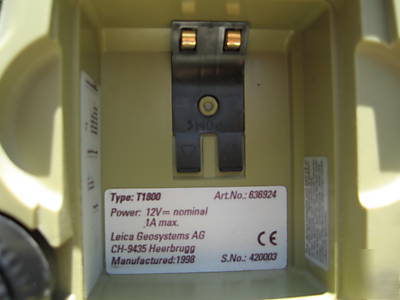 Type: T1800 Art.No.: 636924
Power: 12V= nominal
1A max.
Leica Geosystems AG
CH-9435 Heerbrugg
Manufactured: 1998 S.No.: 420003
CE